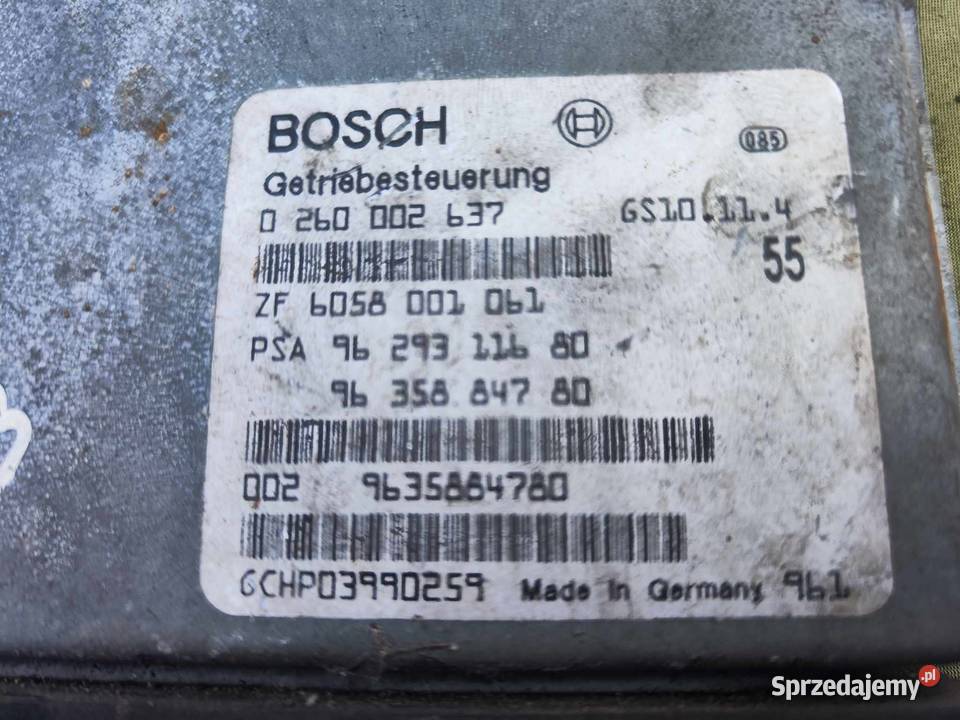 BOSCH
085
Getriebesteuerung
0 260 002 637 GS10.11.4
55
ZF 6058 001 061
PSA 96 293 116 80
96 358 847 80
002 9635884780
GCHP03990259 Made in Germany 961
Sprzedajemy.pl